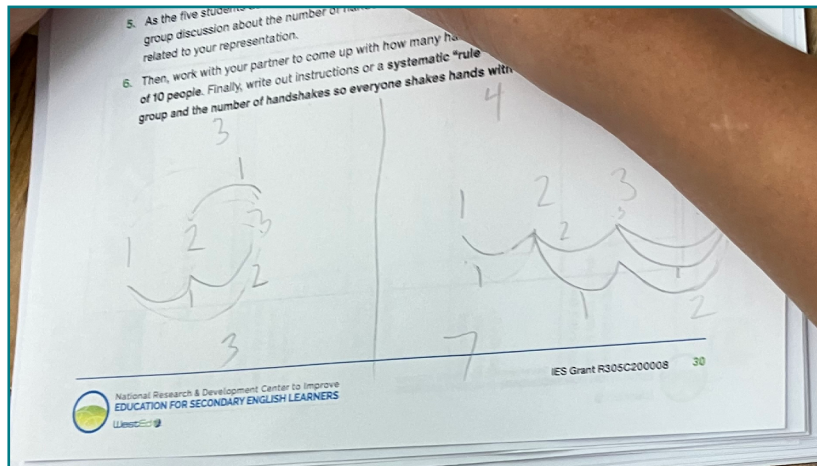 5. As the five
group discussion about the number of
related to your representation.
6. Then, work with your partner to come up with how many
of 10 people. Finally, write out instructions or a systematic “rule
group and the number of handshakes so everyone shakes hands with
3
4
1
1 2 3
1 2 3
2
1 2
1
1
1 2
3
7
IES Grant R305C200008 30
National Research & Development Center to Improve
EDUCATION FOR SECONDARY ENGLISH LEARNERS
WestEd